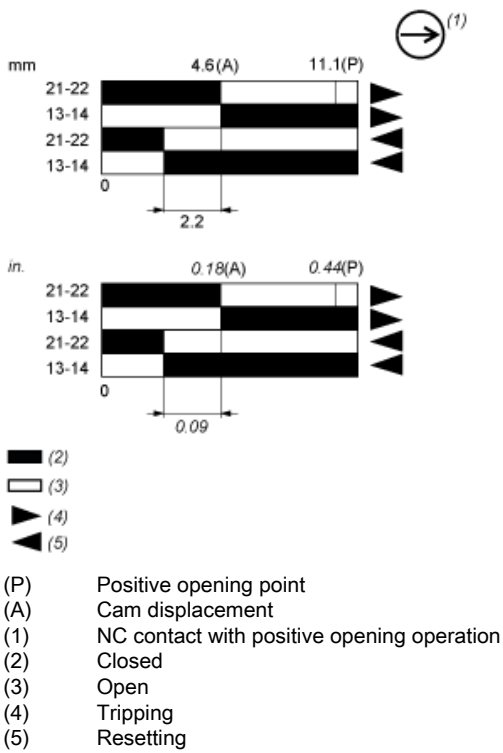 (1)
mm 4.6(A) 11.1(P)
21-22
13-14
21-22
13-14
0
2.2
in. 0.18(A) 0.44(P)
21-22
13-14
21-22
13-14
0
0.09
(2)
(3)
(4)
(5)
(P) Positive opening point
(A) Cam displacement
(1) NC contact with positive opening operation
(2) Closed
(3) Open
(4) Tripping
(5) Resetting